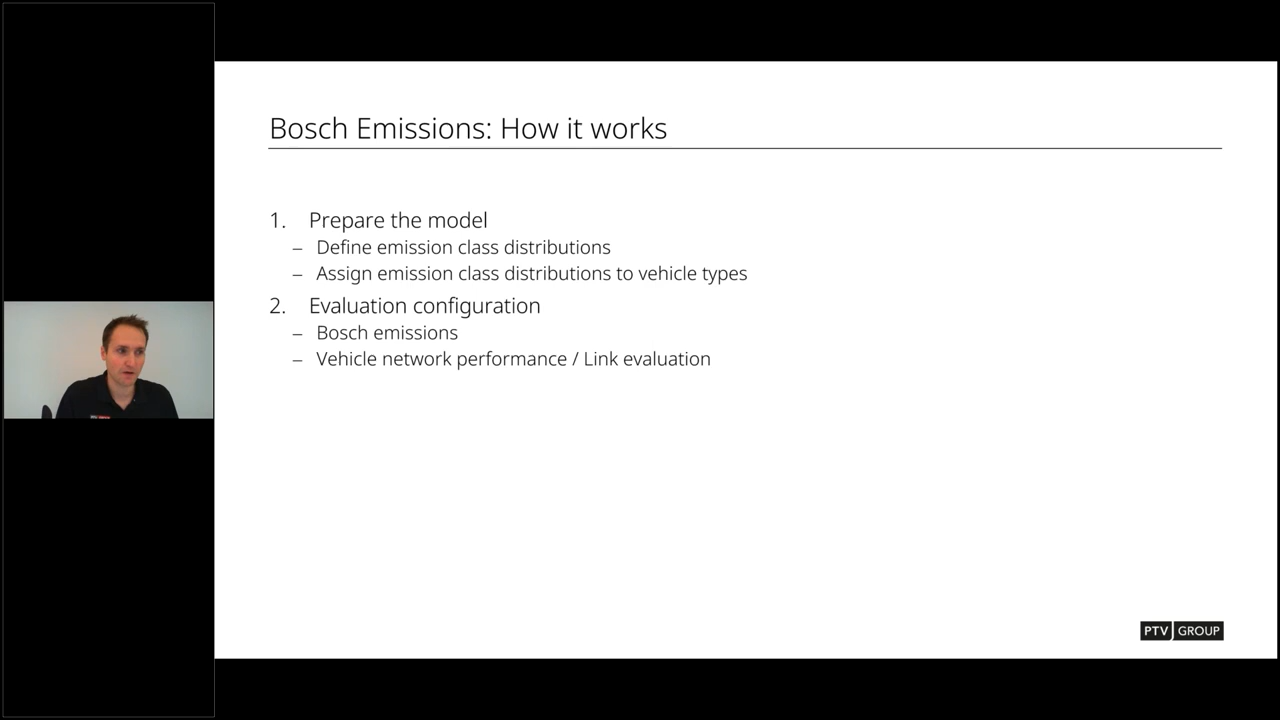 Bosch Emissions: How it works
1. Prepare the model
– Define emission class distributions
– Assign emission class distributions to vehicle types
2. Evaluation configuration
– Bosch emissions
– Vehicle network performance / Link evaluation
PTV GROUP